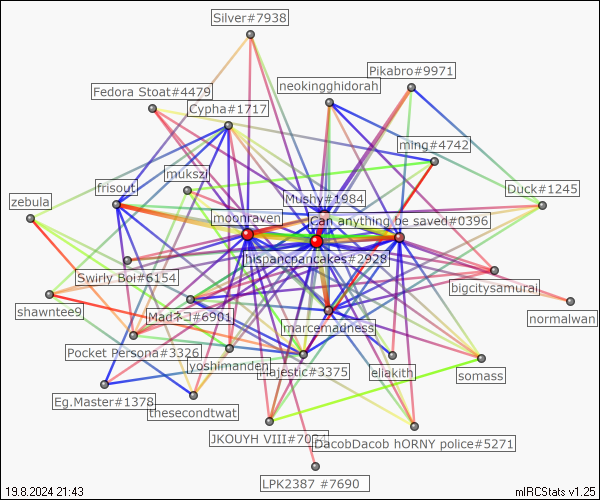 Silver#7938
Pikabro#9971
neokingghidorah
Fedora Stoat#4479
Cypha#1717
ming#4742
mukszi
frisout
Duck#1245
Mushy#1984
zebula
moonraven
Can anything be saved#0396
hispancpancakes#2928
Swirly Boi#6154
bigcitysamurai
shawntee9
Madネコ#6901
normalwan
marcemadness
Pocket Persona#3326
yoshimanden
majestic#3375
eliakith
somass
Eg.Master#1378
thesecondtwat
JKOUYH VIII#70
DacobDacob hORNY police#5271
LPK2387 #7690
19.8.2024 21:43
mIRCStats v1.25